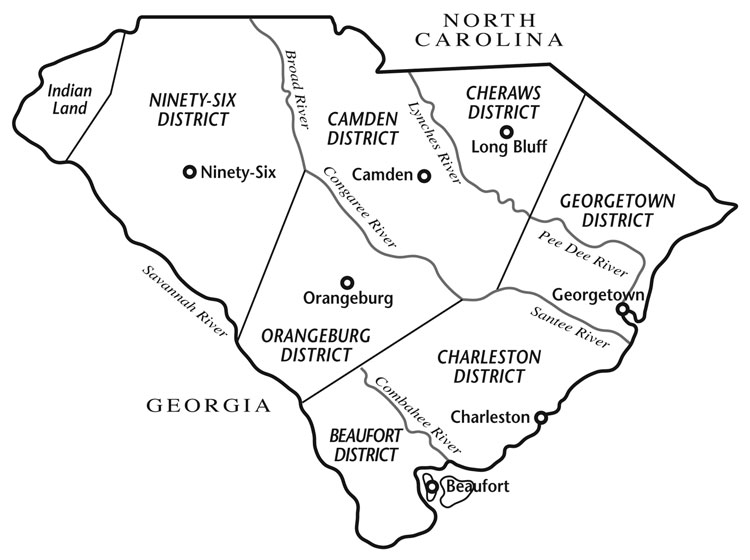 NORTH
CAROLINA
Indian
Land
NINETY-SIX
DISTRICT
Broad River
CAMDEN
DISTRICT
Lynches River
CHERAWS
DISTRICT
Long Bluff
Ninety-Six
Camden
Congaree River
GEORGETOWN
DISTRICT
Pee Dee River
Savannah River
Orangeburg
Georgetown
Santee River
ORANGEBURG
DISTRICT
CHARLESTON
DISTRICT
GEORGIA
Combahee River
Charleston
BEAUFORT
DISTRICT
Beaufort